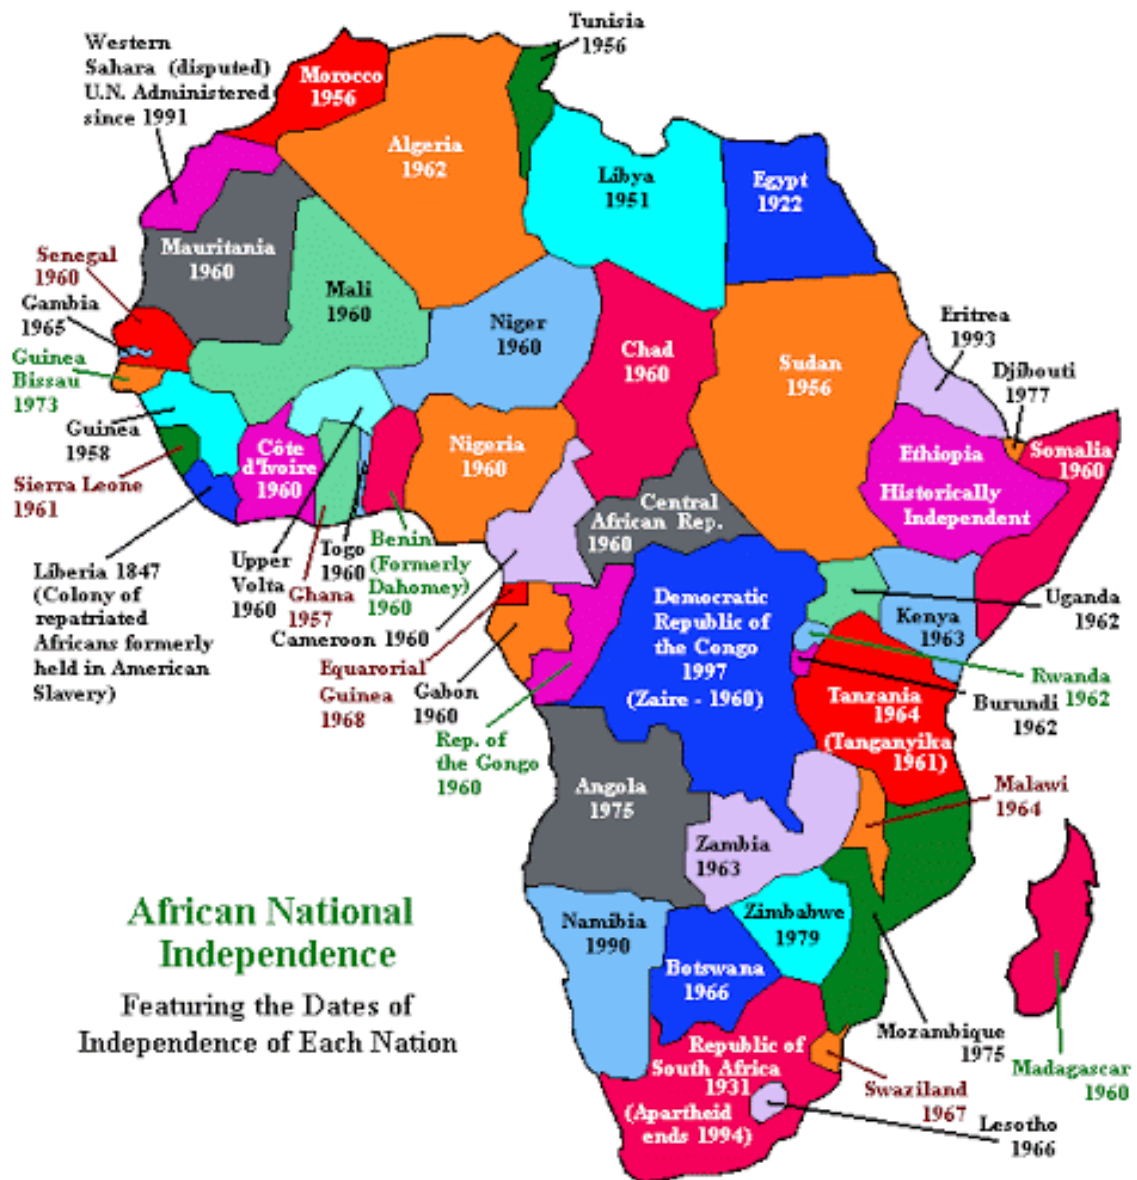 Tunisia
1956
Western
Sahara (disputed)
U.N. Administered
since 1991
Morocco
1956
Algeria
1962
Libya
1951
Egypt
1922
Mauritania
1960
Senegal
1960
Gambia
1965
Guinea
Bissau
1973
Mali
1960
Niger
1960
Chad
1960
Sudan
1956
Eritrea
1993
Djibouti
1977
Guinea
1958
Sierra Leone
1961
Côte
d'Ivoire
1960
Nigeria
1960
Ethiopia
Historically
Independent
Somalia
1960
Central
African Rep.
1960
Liberia 1847
(Colony of
repatriated
Africans formerly
held in American
Slavery)
Upper
Volta
1960
Ghana
1957
Togo
1960
Benin
(Formerly
Dahomey)
1960
Cameroon 1960
Equarorial
Guinea
1968
Gabon
1960
Rep. of
the Gongo
1960
Democratic
Republic of
the Congo
1997
(Zaire - 1960)
Uganda
1962
Kenya
1963
Rwanda
1962
Burundi
1962
Tanzania
1964
(Tanganyika
1961)
Angola
1975
Zambia
1963
Malawi
1964
African National
Independence
Featuring the Dates of
Independence of Each Nation
Namibia
1990
Zimbabwe
1979
Botswana
1966
Mozambique
1975
Madagascar
1960
Republic of
South Africa
1931
(Apartheid
ends 1994)
Swaziland
1967
Lesotho
1966